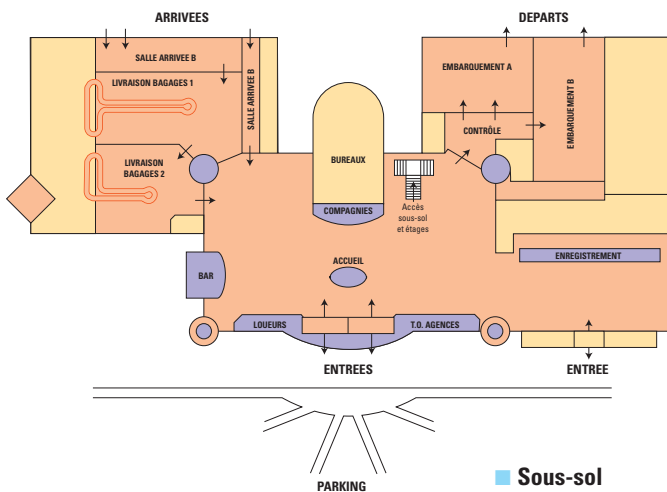 ARRIVEES
DEPARTS
SALLE ARRIVEE B
LIVRAISON BAGAGES 1
SALLE ARRIVEE B
EMBARQUEMENT A
EMBARQUEMENT B
CONTRÔLE
LIVRAISON
BAGAGES 2
BUREAUX
COMPAGNIES
Accès
sous-sol
et étages
BAR
ACCUEIL
ENREGISTREMENT
LOUEURS
T.O. AGENCES
ENTREES
ENTREE
PARKING
Sous-sol